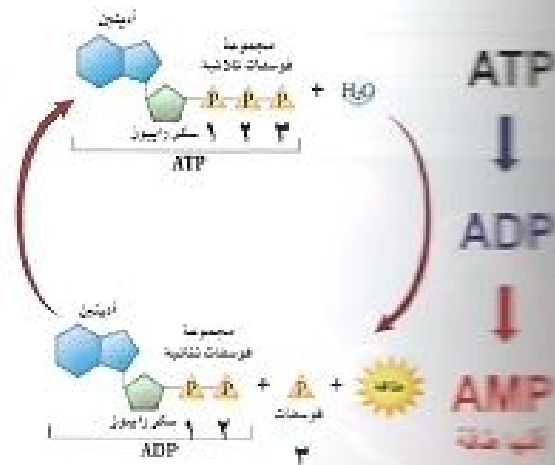 أدينين
مجموعة
فوسفات ثلاثية
P P P + H₂O
سكر رايبوز ١ ٢ ٣
ATP
أدينين
مجموعة
فوسفات ثنائية
P P + P + طاقة
فوسفات
سكر رايبوز ١ ٢
ADP
٣
ATP
ADP
AMP
طاقة